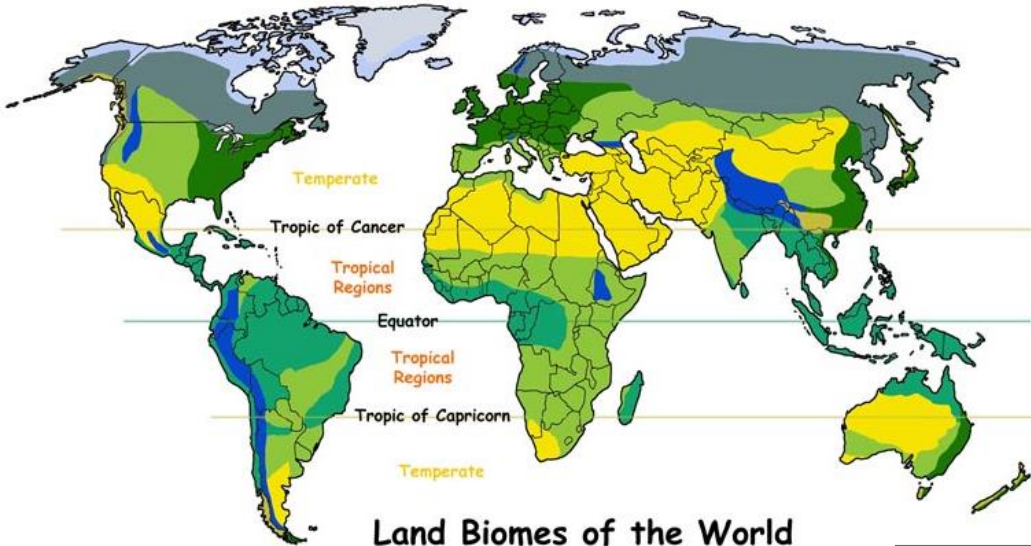 Temperate
Tropic of Cancer
Tropical
Regions
Equator
Tropical
Regions
Tropic of Capricorn
Temperate
Land Biomes of the World